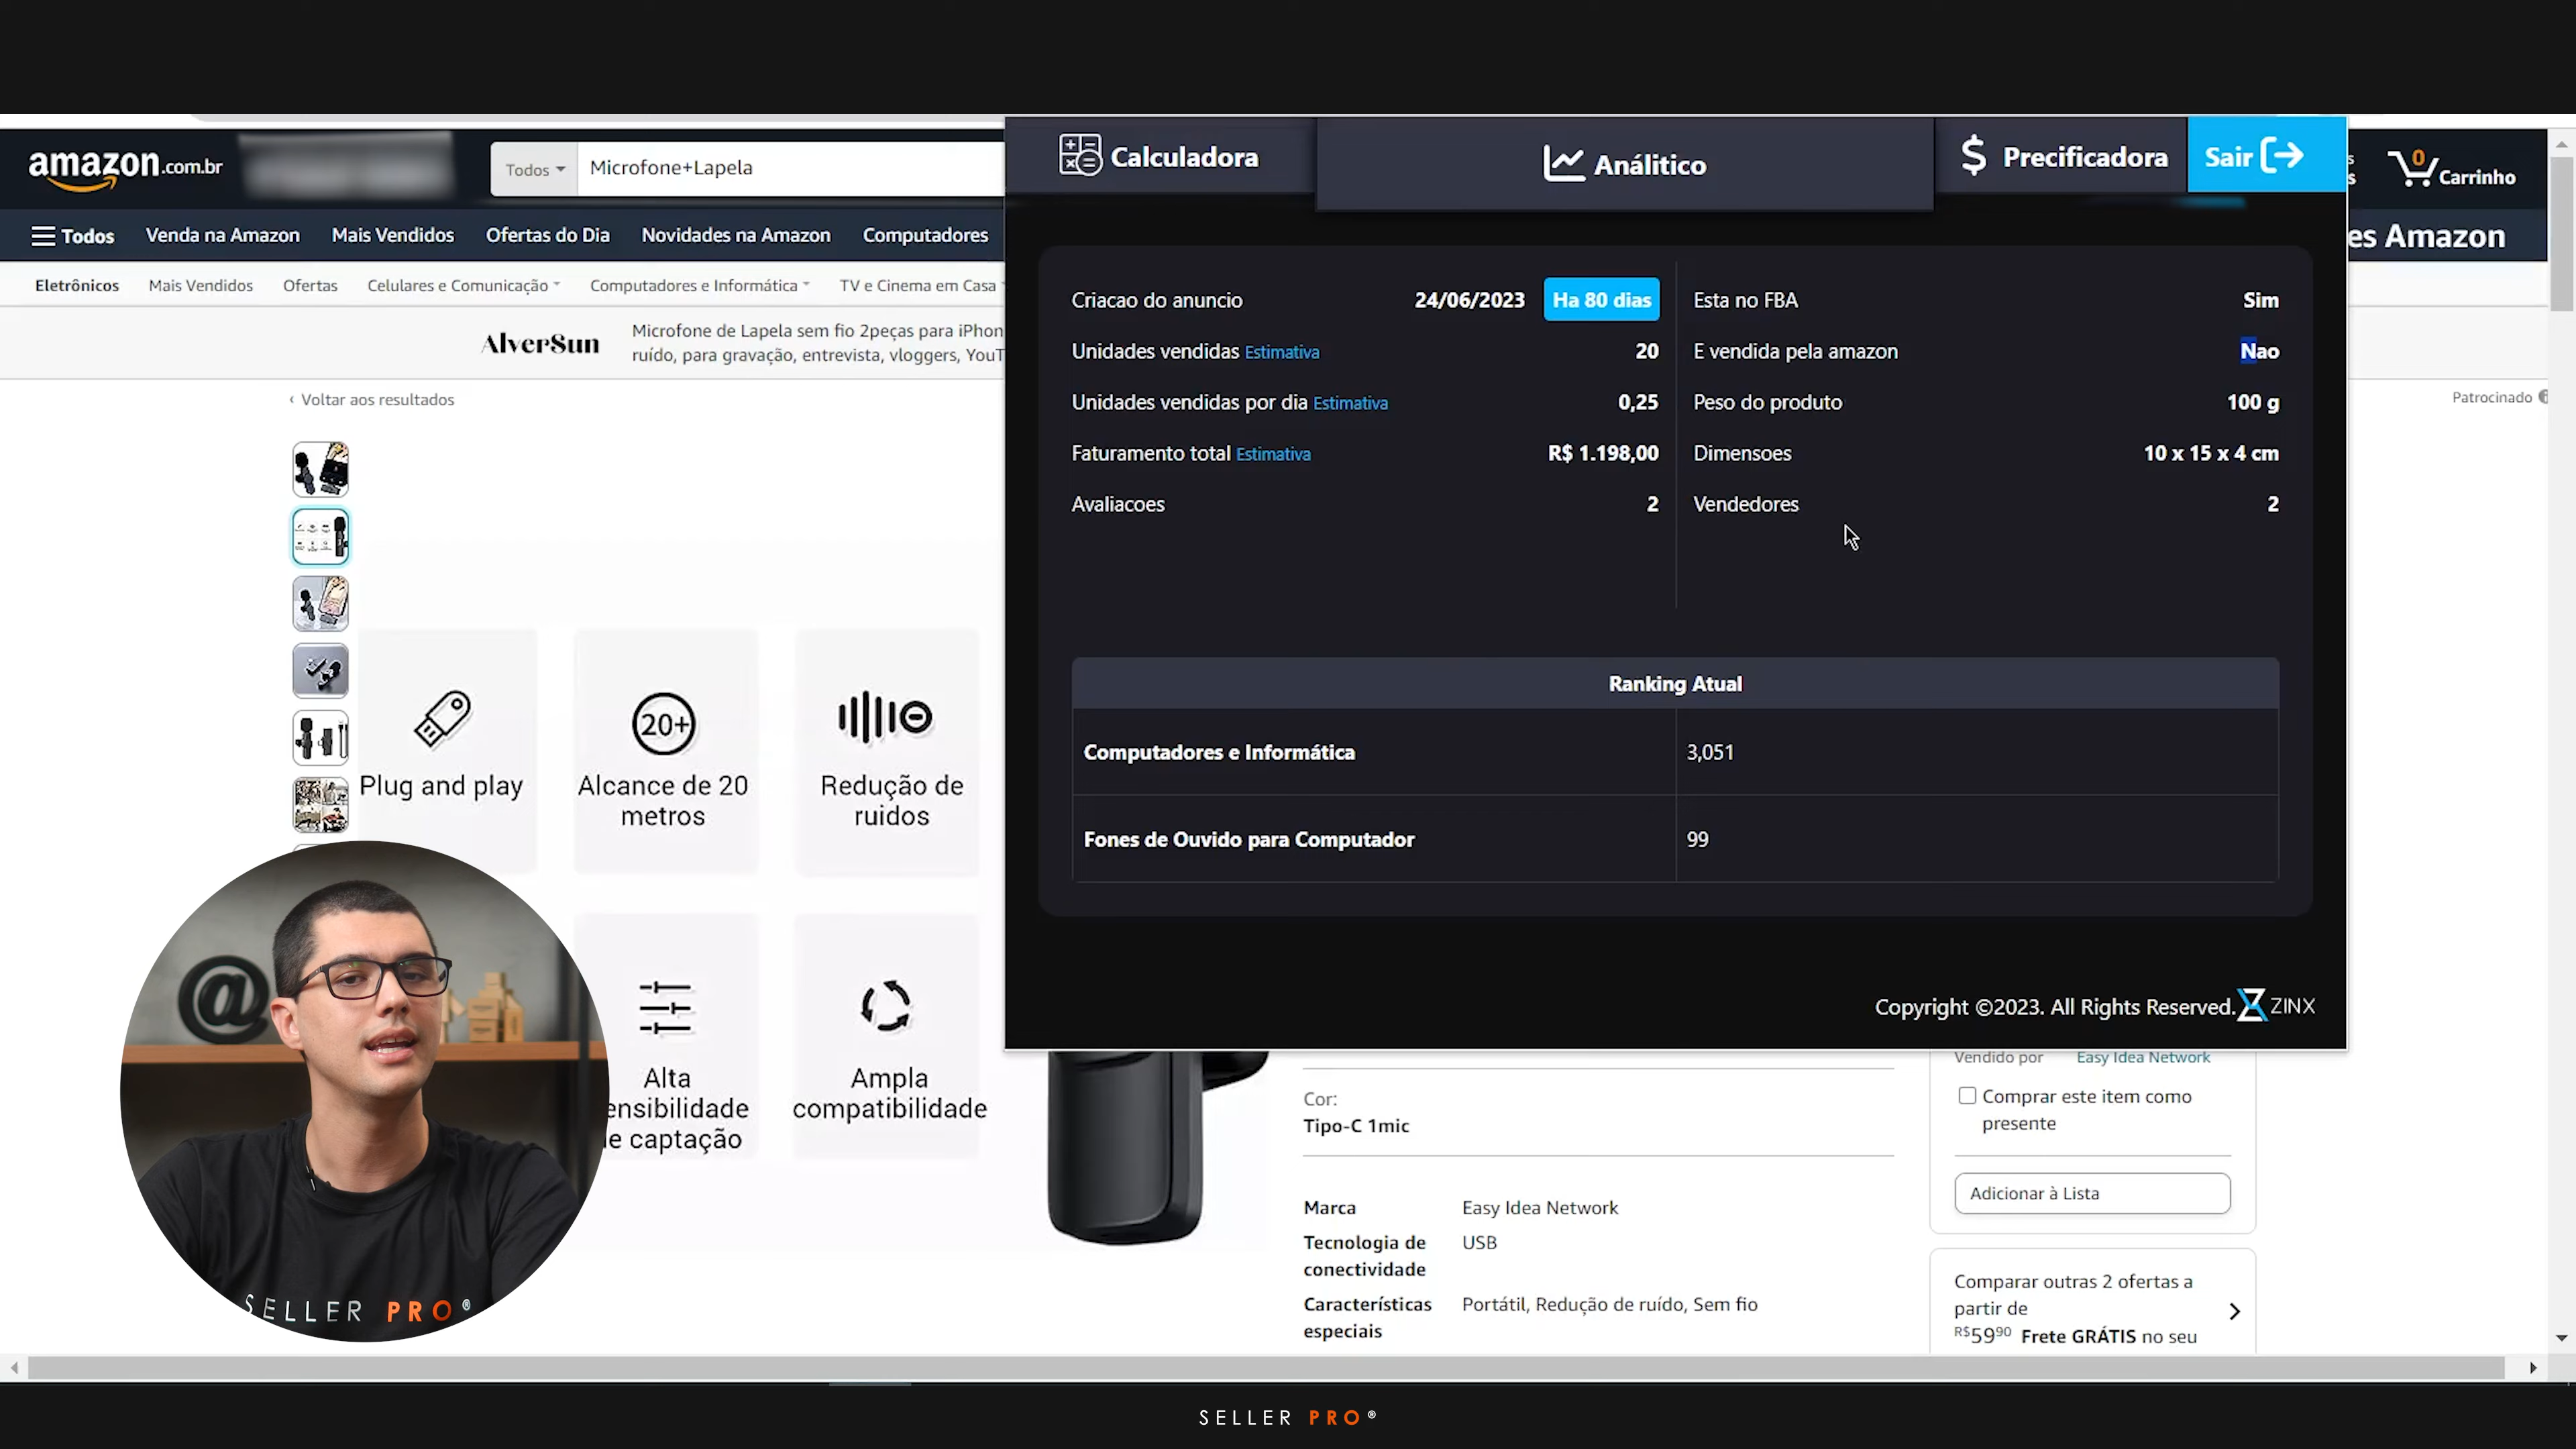 amazon.com.br
Todos
Microfone+Lapela
Calculadora
Análitico
Precificadora
Sair
s
s
0
Carrinho
Todos
Venda na Amazon
Mais Vendidos
Ofertas do Dia
Novidades na Amazon
Computadores
es Amazon
Eletrônicos
Mais Vendidos
Ofertas
Celulares e Comunicação
Computadores e Informática
TV e Cinema em Casa
AlverSun
Microfone de Lapela sem fio 2peças para iPhon
ruído, para gravação, entrevista, vloggers, YouT
Voltar aos resultados
Patrocinado
Criacao do anuncio 24/06/2023 Ha 80 dias
Unidades vendidas Estimativa 20
Unidades vendidas por dia Estimativa 0,25
Faturamento total Estimativa R$ 1.198,00
Avaliacoes 2
Esta no FBA Sim
E vendida pela amazon Nao
Peso do produto 100 g
Dimensoes 10 x 15 x 4 cm
Vendedores 2
Ranking Atual
Computadores e Informática 3,051
Fones de Ouvido para Computador 99
Copyright ©2023. All Rights Reserved. ZINX
Plug and play
20+
Alcance de 20
metros
Redução de
ruidos
Alta
ensibilidade
e captação
Ampla
compatibilidade
@
SELLER PRO®
Cor:
Tipo-C 1mic
Marca Easy Idea Network
Tecnologia de
conectividade
USB
Características
especiais
Portátil, Redução de ruído, Sem fio
Vendido por Easy Idea Network
Comprar este item como
presente
Adicionar à Lista
Comparar outras 2 ofertas a
partir de
R$5990 Frete GRÁTIS no seu
SELLER PRO®